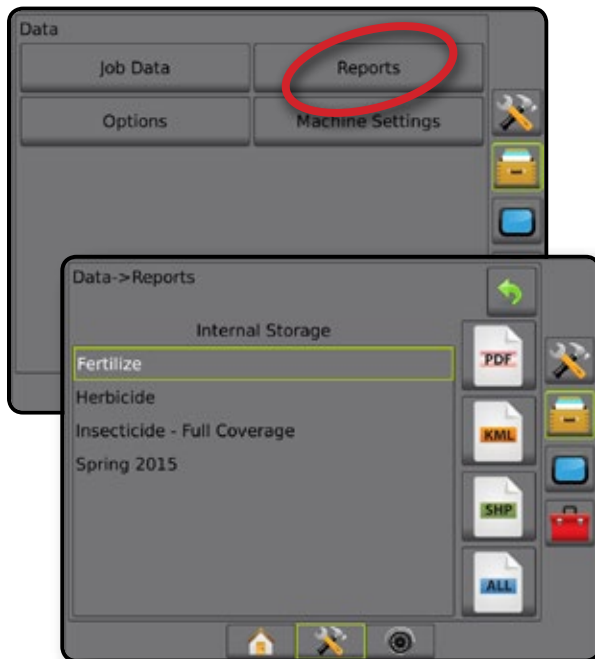 Data
Job Data
Reports
Options
Machine Settings
Data->Reports
Internal Storage
Fertilize
Herbicide
Insecticide - Full Coverage
Spring 2015
PDF
KML
SHP
ALL